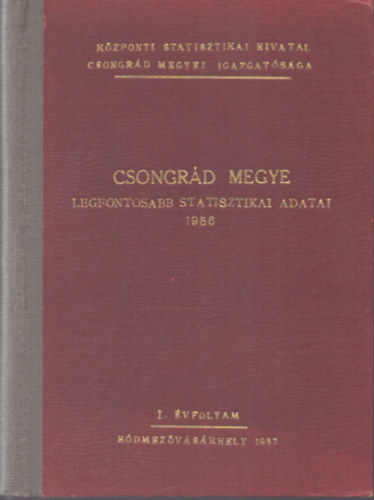 KÖZPONTI STATISZTIKAI HIVATAL
CSONGRÁD MEGYEI IGAZGATÓSÁGA
CSONGRÁD MEGYE
LEGFONTOSABB STATISZTIKAI ADATAI
1956
I. ÉVFOLYAM
HÓDMEZŐVÁSÁRHELY 1957